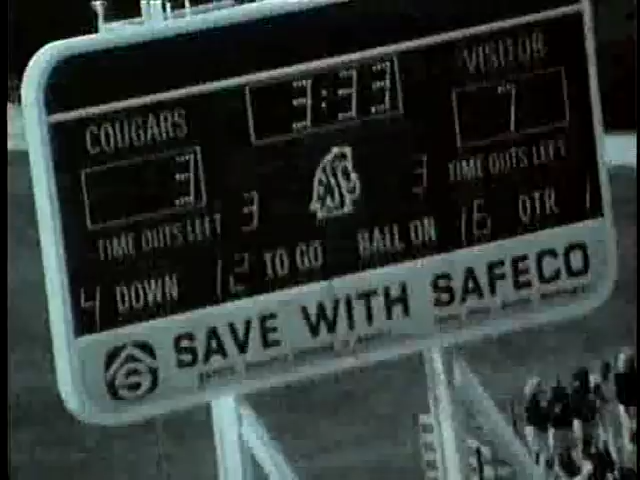 VISITOR
3:33
COUGARS
7
3
TIME OUTS LEFT 3
3 TIME OUTS LEFT
4 DOWN 12 TO GO BALL ON 16 QTR 1
SAVE WITH SAFECO